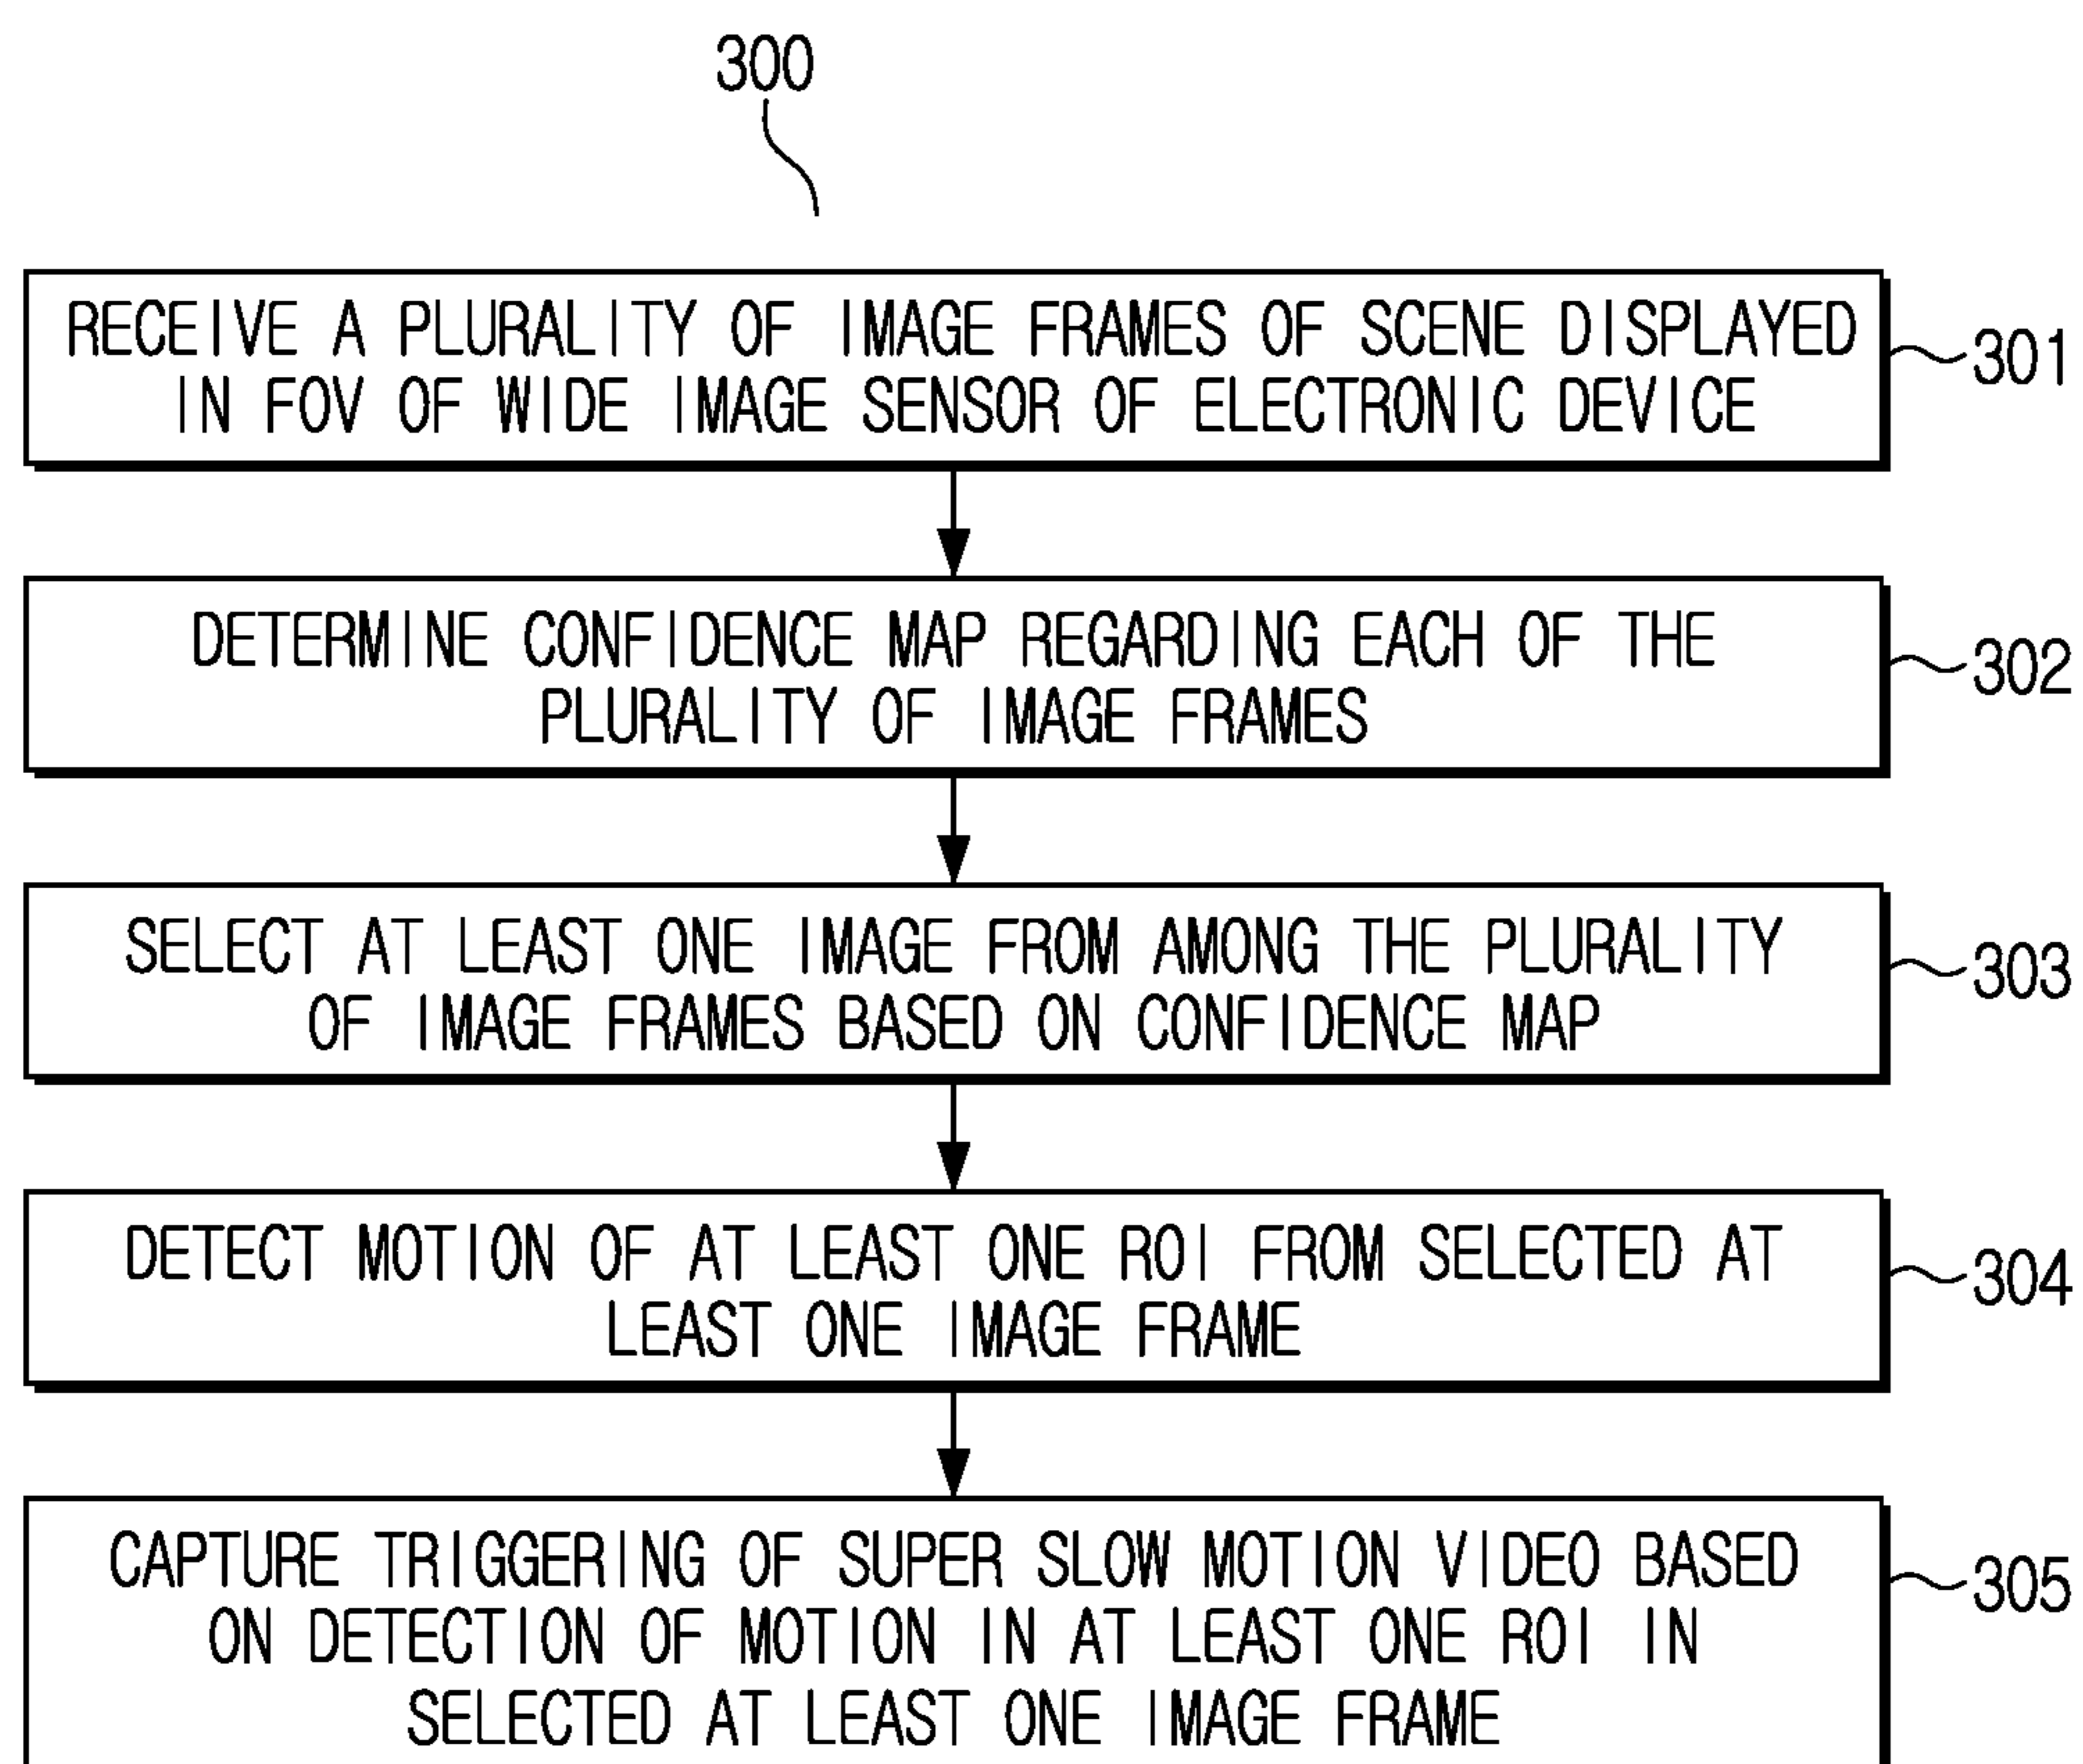 300
RECEIVE A PLURALITY OF IMAGE FRAMES OF SCENE DISPLAYED
IN FOV OF WIDE IMAGE SENSOR OF ELECTRONIC DEVICE
301
DETERMINE CONFIDENCE MAP REGARDING EACH OF THE
PLURALITY OF IMAGE FRAMES
302
SELECT AT LEAST ONE IMAGE FROM AMONG THE PLURALITY
OF IMAGE FRAMES BASED ON CONFIDENCE MAP
303
DETECT MOTION OF AT LEAST ONE ROI FROM SELECTED AT
LEAST ONE IMAGE FRAME
304
CAPTURE TRIGGERING OF SUPER SLOW MOTION VIDEO BASED
ON DETECTION OF MOTION IN AT LEAST ONE ROI IN
SELECTED AT LEAST ONE IMAGE FRAME
305